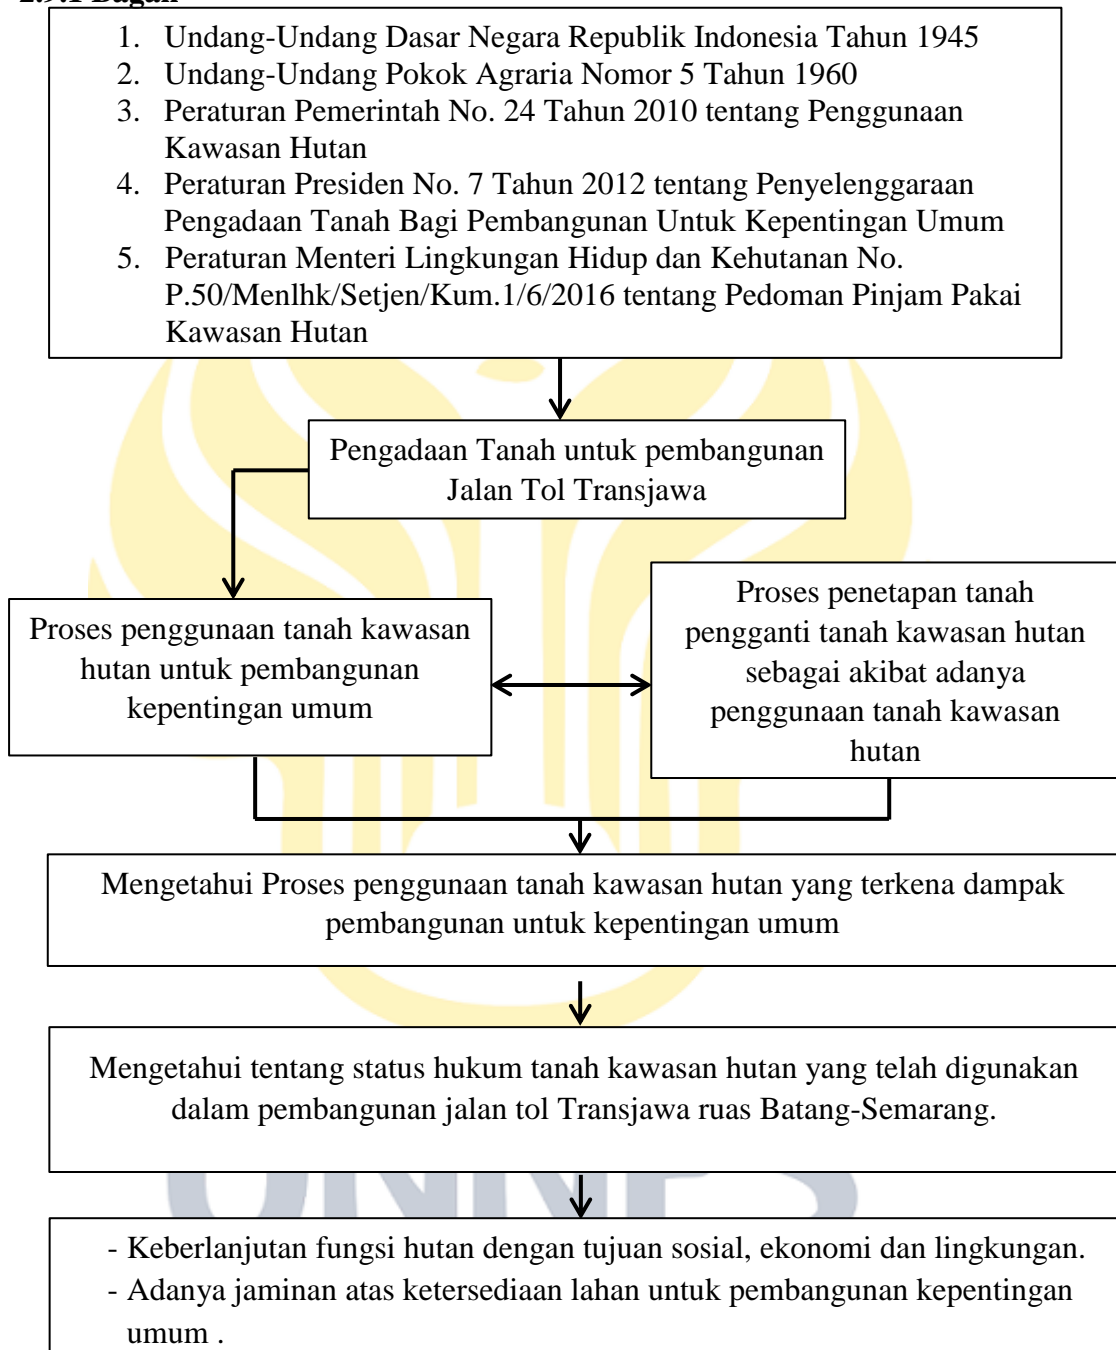 2.9.1 Bagan
1. Undang-Undang Dasar Negara Republik Indonesia Tahun 1945
2. Undang-Undang Pokok Agraria Nomor 5 Tahun 1960
3. Peraturan Pemerintah No. 24 Tahun 2010 tentang Penggunaan
Kawasan Hutan
4. Peraturan Presiden No. 7 Tahun 2012 tentang Penyelenggaraan
Pengadaan Tanah Bagi Pembangunan Untuk Kepentingan Umum
5. Peraturan Menteri Lingkungan Hidup dan Kehutanan No.
P.50/Menlhk/Setjen/Kum.1/6/2016 tentang Pedoman Pinjam Pakai
Kawasan Hutan
Pengadaan Tanah untuk pembangunan
Jalan Tol Transjawa
Proses penggunaan tanah kawasan
hutan untuk pembangunan
kepentingan umum
Proses penetapan tanah
pengganti tanah kawasan hutan
sebagai akibat adanya
penggunaan tanah kawasan
hutan
Mengetahui Proses penggunaan tanah kawasan hutan yang terkena dampak
pembangunan untuk kepentingan umum
Mengetahui tentang status hukum tanah kawasan hutan yang telah digunakan
dalam pembangunan jalan tol Transjawa ruas Batang-Semarang.
UNNES
- Keberlanjutan fungsi hutan dengan tujuan sosial, ekonomi dan lingkungan.
- Adanya jaminan atas ketersediaan lahan untuk pembangunan kepentingan
umum .